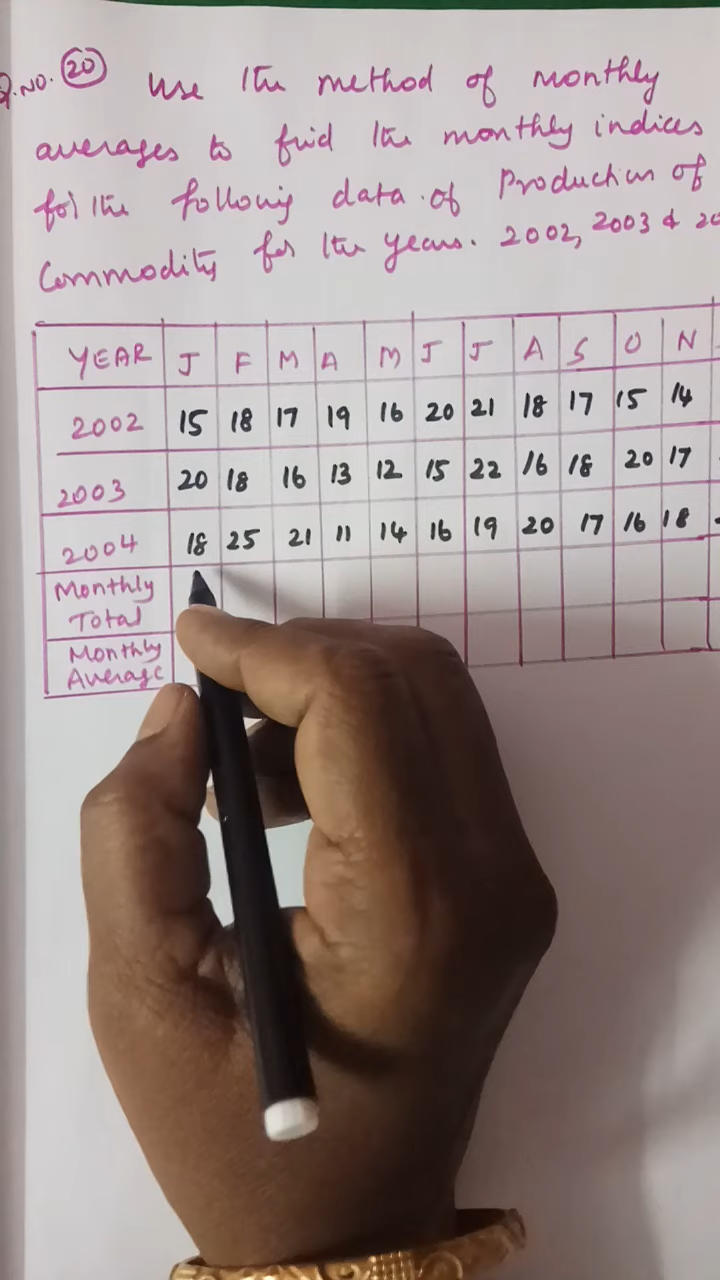 Q.NO. 20 Use the method of monthly
averages to find the monthly indices
for the following data of Production of
Commodity for the years. 2002, 2003 & 20
YEAR J F M A M J J A S O N
2002 15 18 17 19 16 20 21 18 17 15 14
2003 20 18 16 13 12 15 22 16 18 20 17
2004 18 25 21 11 14 16 19 20 17 16 18
Monthly
Total
Monthly
Average